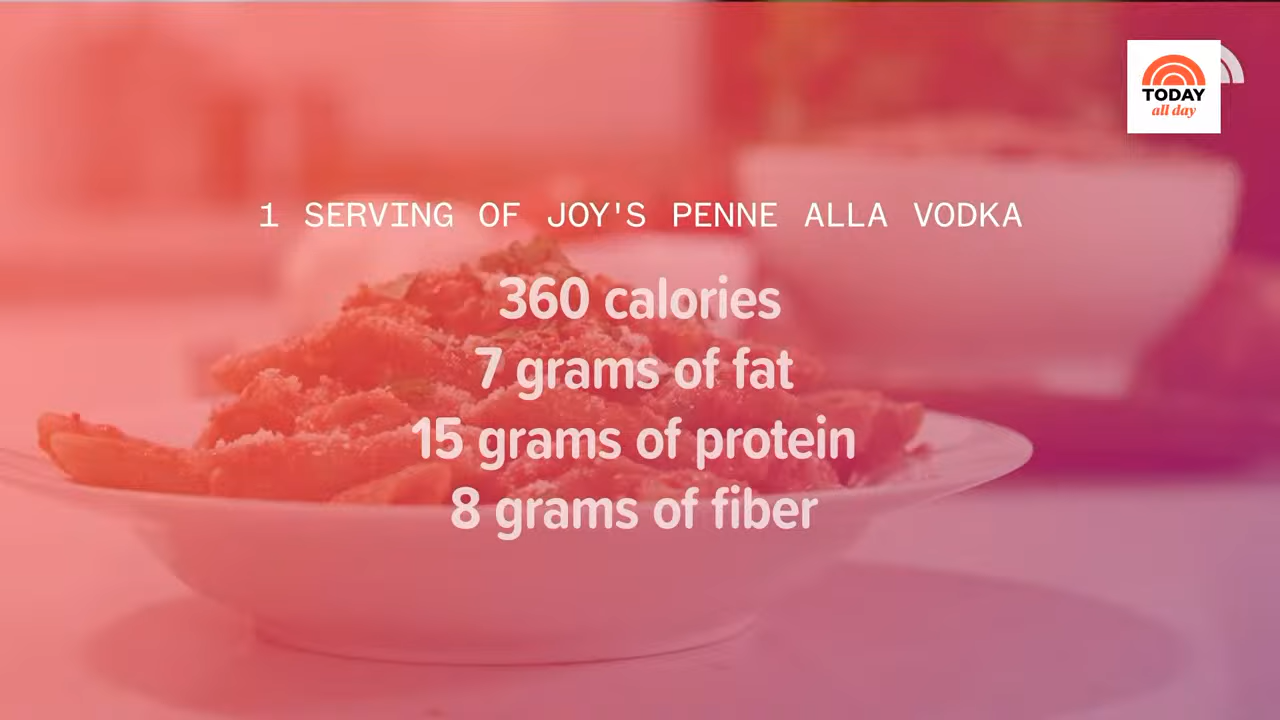 TODAY
all day
1 SERVING OF JOY'S PENNE ALLA VODKA
360 calories
7 grams of fat
15 grams of protein
8 grams of fiber